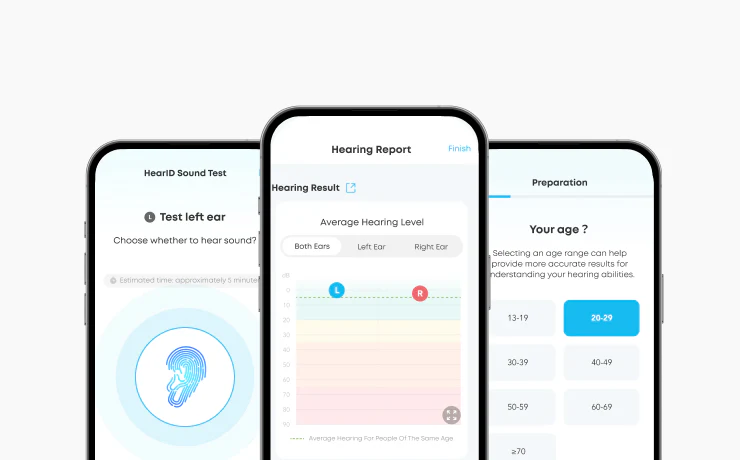 HearID Sound Test
L Test left ear
Choose whether to hear sound?
Estimated time: approximately 5 minute
Hearing Report
Finish
Hearing Result
Average Hearing Level
Both Ears
Left Ear
Right Ear
dB
0
10
20
30
40
50
60
70
80
90
L
R
Average Hearing For People Of The Same Age
Preparation
Your age ?
Selecting an age range can help
provide more accurate results for
nderstanding your hearing abilities.
13-19
20-29
30-39
40-49
50-59
60-69
≥70